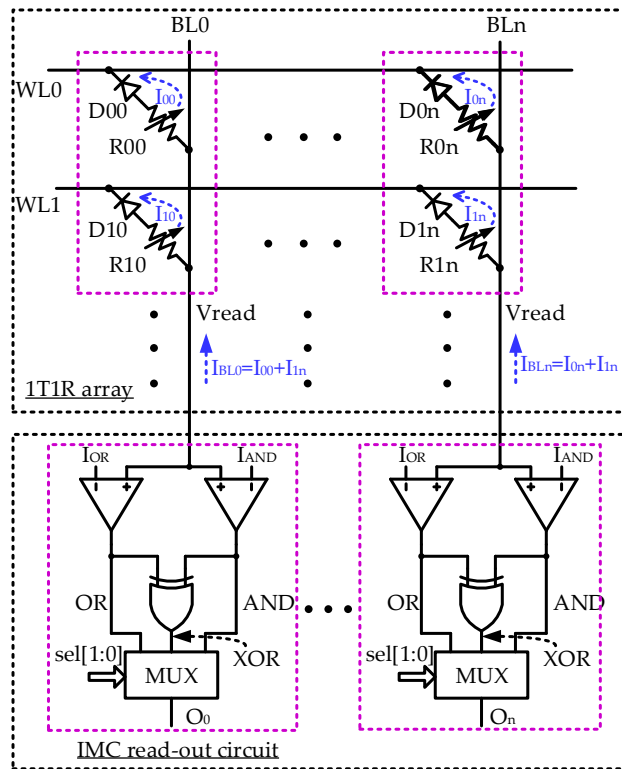 BL0 BLn
WL0
D00 I00 D0n I0n
R00 R0n
WL1
D10 I10 D1n I1n
R10 R1n
Vread Vread
IBL0=I00+I1n IBLn=I0n+I1n
1T1R array
IOR IAND IOR IAND
OR AND OR AND
XOR XOR
sel[1:0] MUX sel[1:0] MUX
O0 On
IMC read-out circuit